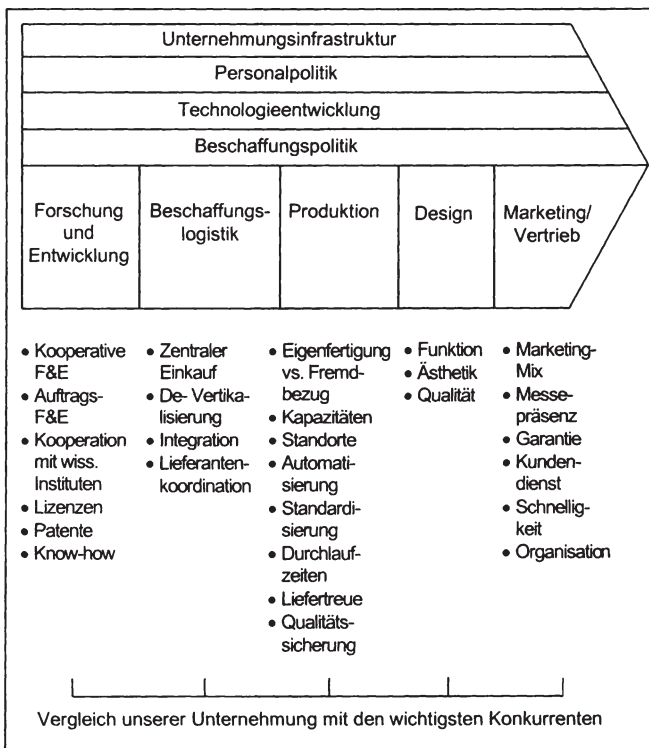 Unternehmungsinfrastruktur
Personalpolitik
Technologieentwicklung
Beschaffungspolitik
Forschung
und
Entwicklung
Beschaffungs-
logistik
Produktion
Design
Marketing/
Vertrieb
• Kooperative
F&E
• Auftrags-
F&E
• Kooperation
mit wiss.
Instituten
• Lizenzen
• Patente
• Know-how
• Zentraler
Einkauf
• De- Vertika-
lisierung
• Integration
• Lieferanten-
koordination
• Eigenfertigung
vs. Fremd-
bezug
• Kapazitäten
• Standorte
• Automati-
sierung
• Standardi-
sierung
• Durchlauf-
zeiten
• Liefertreue
• Qualitäts-
sicherung
• Funktion
• Ästhetik
• Qualität
• Marketing-
Mix
• Messe-
präsenz
• Garantie
• Kunden-
dienst
• Schnellig-
keit
• Organisation
Vergleich unserer Unternehmung mit den wichtigsten Konkurrenten